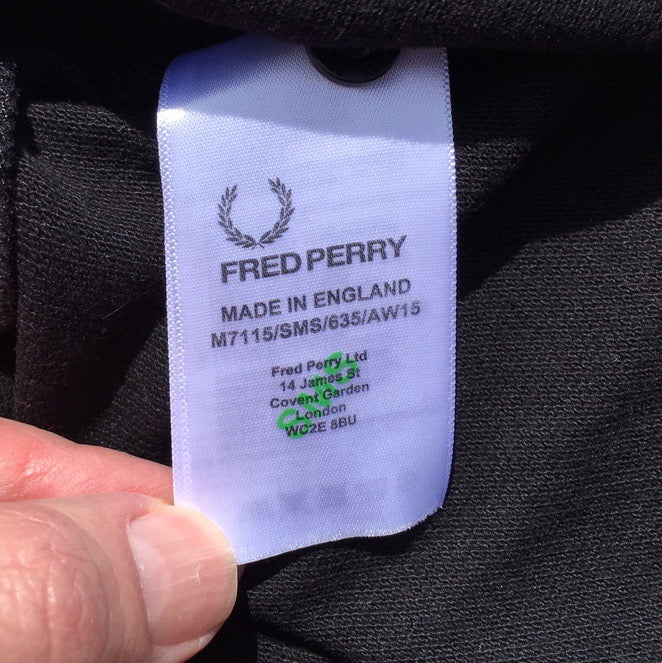 FRED PERRY
MADE IN ENGLAND
M7115/SMS/635/AW15
Fred Perry Ltd
14 James St
Covent Garden
London
WC2E 8BU